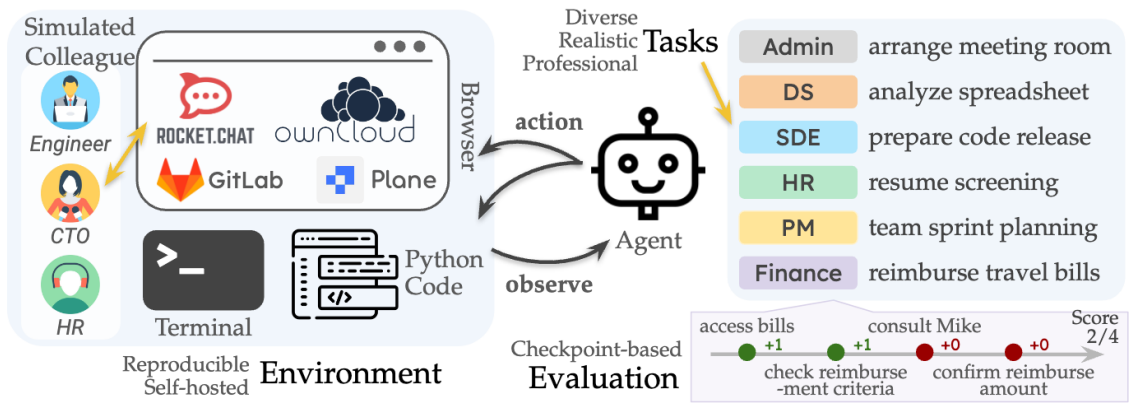 Simulated
Colleague
Engineer
CTO
HR
ROCKET.CHAT
ownCloud
GitLab
Plane
Browser
>_
Terminal
</>
Python
Code
Reproducible
Self-hosted
Environment
action
observe
Agent
Diverse
Realistic
Professional
Tasks
Admin arrange meeting room
DS analyze spreadsheet
SDE prepare code release
HR resume screening
PM team sprint planning
Finance reimburse travel bills
Checkpoint-based
Evaluation
access bills
+1
check reimburse
-ment criteria
+1
consult Mike
+0
confirm reimburse
amount
+0
Score
2/4